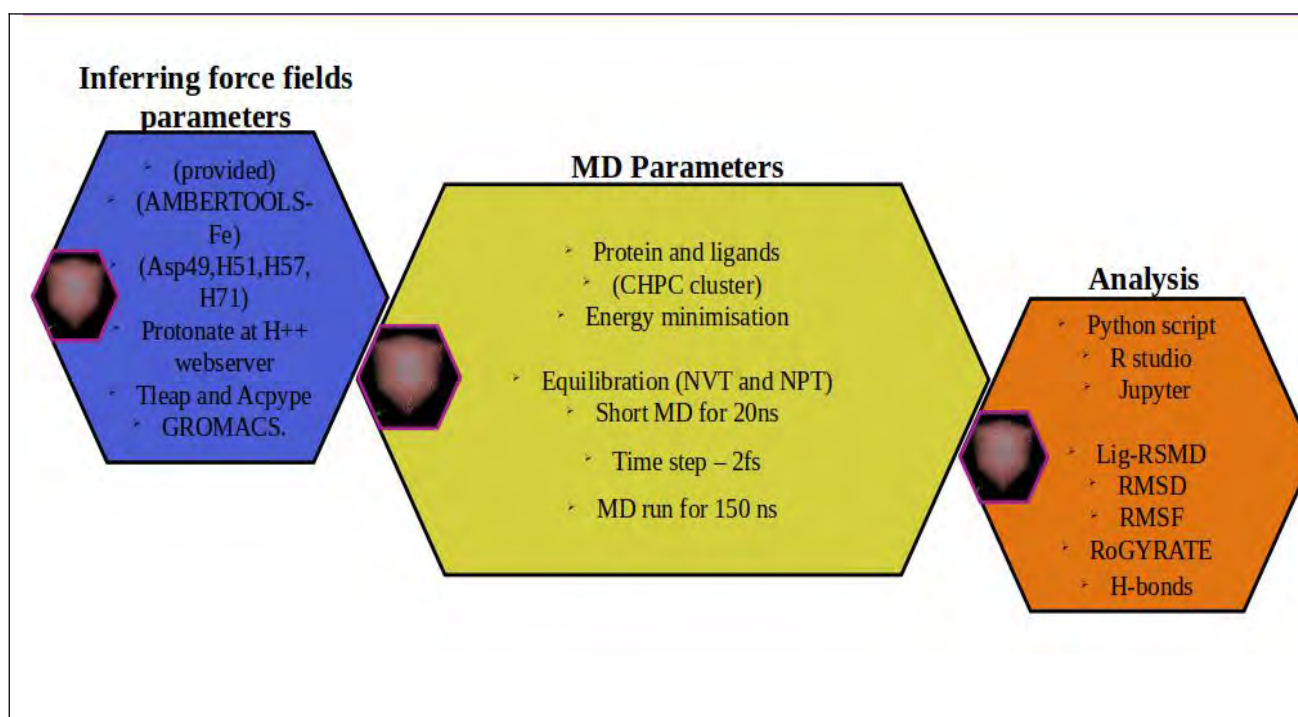 Inferring force fields
parameters
(provided)
(AMBERTOOLS-
Fe)
(Asp49,H51,H57,
H71)
Protonate at H++
webserver
Tleap and Acpype
GROMACS.
MD Parameters
Protein and ligands
(CHPC cluster)
Energy minimisation
Equilibration (NVT and NPT)
Short MD for 20ns
Time step – 2fs
MD run for 150 ns
Analysis
Python script
R studio
Jupyter
Lig-RSMD
RMSD
RMSF
RoGYRATE
H-bonds